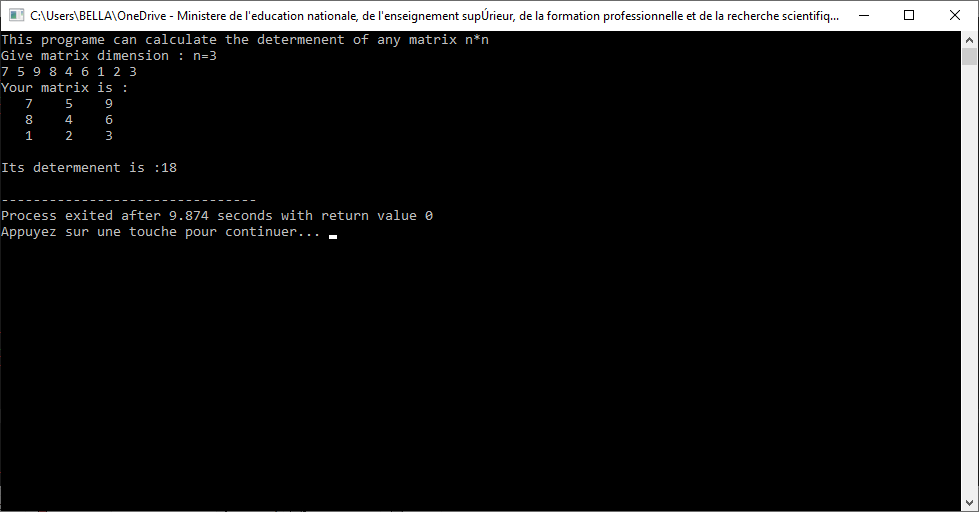 C:\Users\BELLA\OneDrive - Ministere de l'education nationale, de l'enseignement supÚrieur, de la formation professionnelle et de la recherche scientifiq...
This programe can calculate the determenent of any matrix n*n
Give matrix dimension : n=3
7 5 9 8 4 6 1 2 3
Your matrix is :
7 5 9
8 4 6
1 2 3
Its determenent is :18
--------------------------------
Process exited after 9.874 seconds with return value 0
Appuyez sur une touche pour continuer...